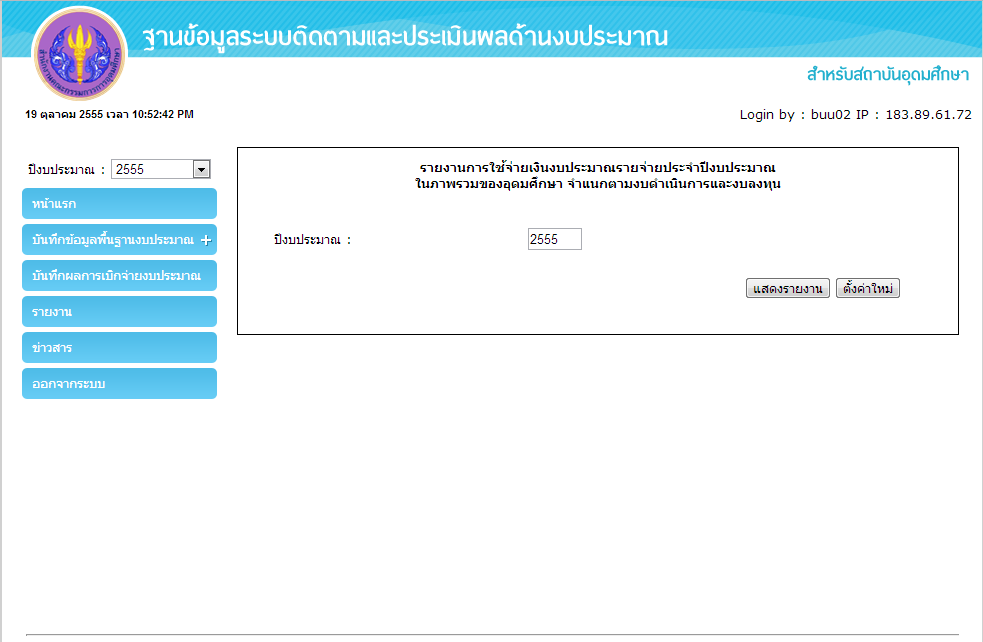 ฐานข้อมูลระบบติดตามและประเมินผลด้านงบประมาณ
สำหรับสถาบันอุดมศึกษา
19 ตุลาคม 2555 เวลา 10:52:42 PM
Login by : buu02 IP : 183.89.61.72
ปีงบประมาณ : 2555
หน้าแรก
บันทึกข้อมูลพื้นฐานงบประมาณ +
บันทึกผลการเบิกจ่ายงบประมาณ
รายงาน
ข่าวสาร
ออกจากระบบ
รายงานการใช้จ่ายเงินงบประมาณรายจ่ายประจำปีงบประมาณ
ในภาพรวมของอุดมศึกษา จำแนกตามงบดำเนินการและงบลงทุน
ปีงบประมาณ : 2555
แสดงรายงาน ตั้งค่าใหม่